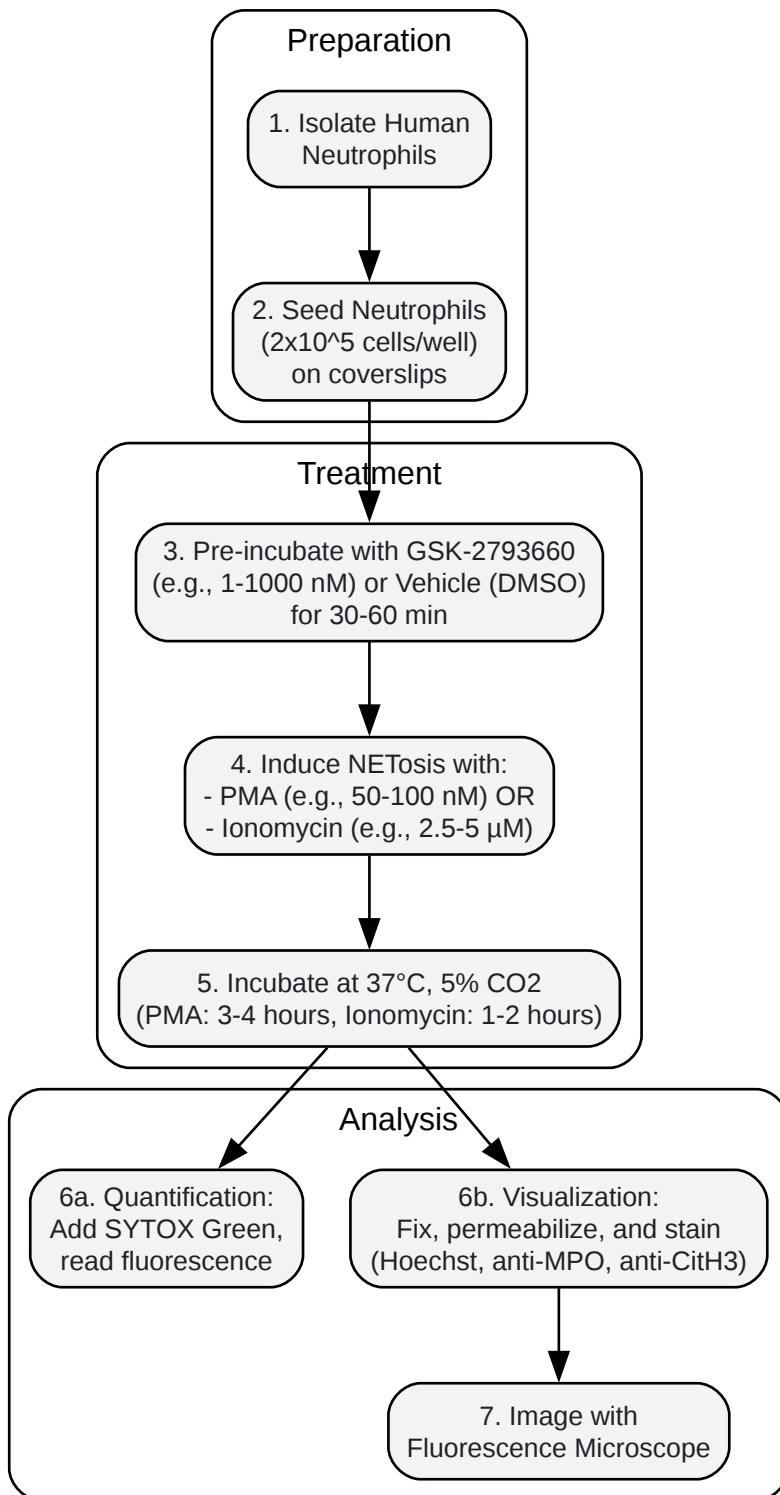 Preparation
1. Isolate Human
Neutrophils
2. Seed Neutrophils
(2x10^5 cells/well)
on coverslips
Treatment
3. Pre-incubate with GSK-2793660
(e.g., 1-1000 nM) or Vehicle (DMSO)
for 30-60 min
4. Induce NETosis with:
- PMA (e.g., 50-100 nM) OR
- Ionomycin (e.g., 2.5-5 µM)
5. Incubate at 37°C, 5% CO2
(PMA: 3-4 hours, Ionomycin: 1-2 hours)
Analysis
6a. Quantification:
Add SYTOX Green,
read fluorescence
6b. Visualization:
Fix, permeabilize, and stain
(Hoechst, anti-MPO, anti-CitH3)
7. Image with
Fluorescence Microscope